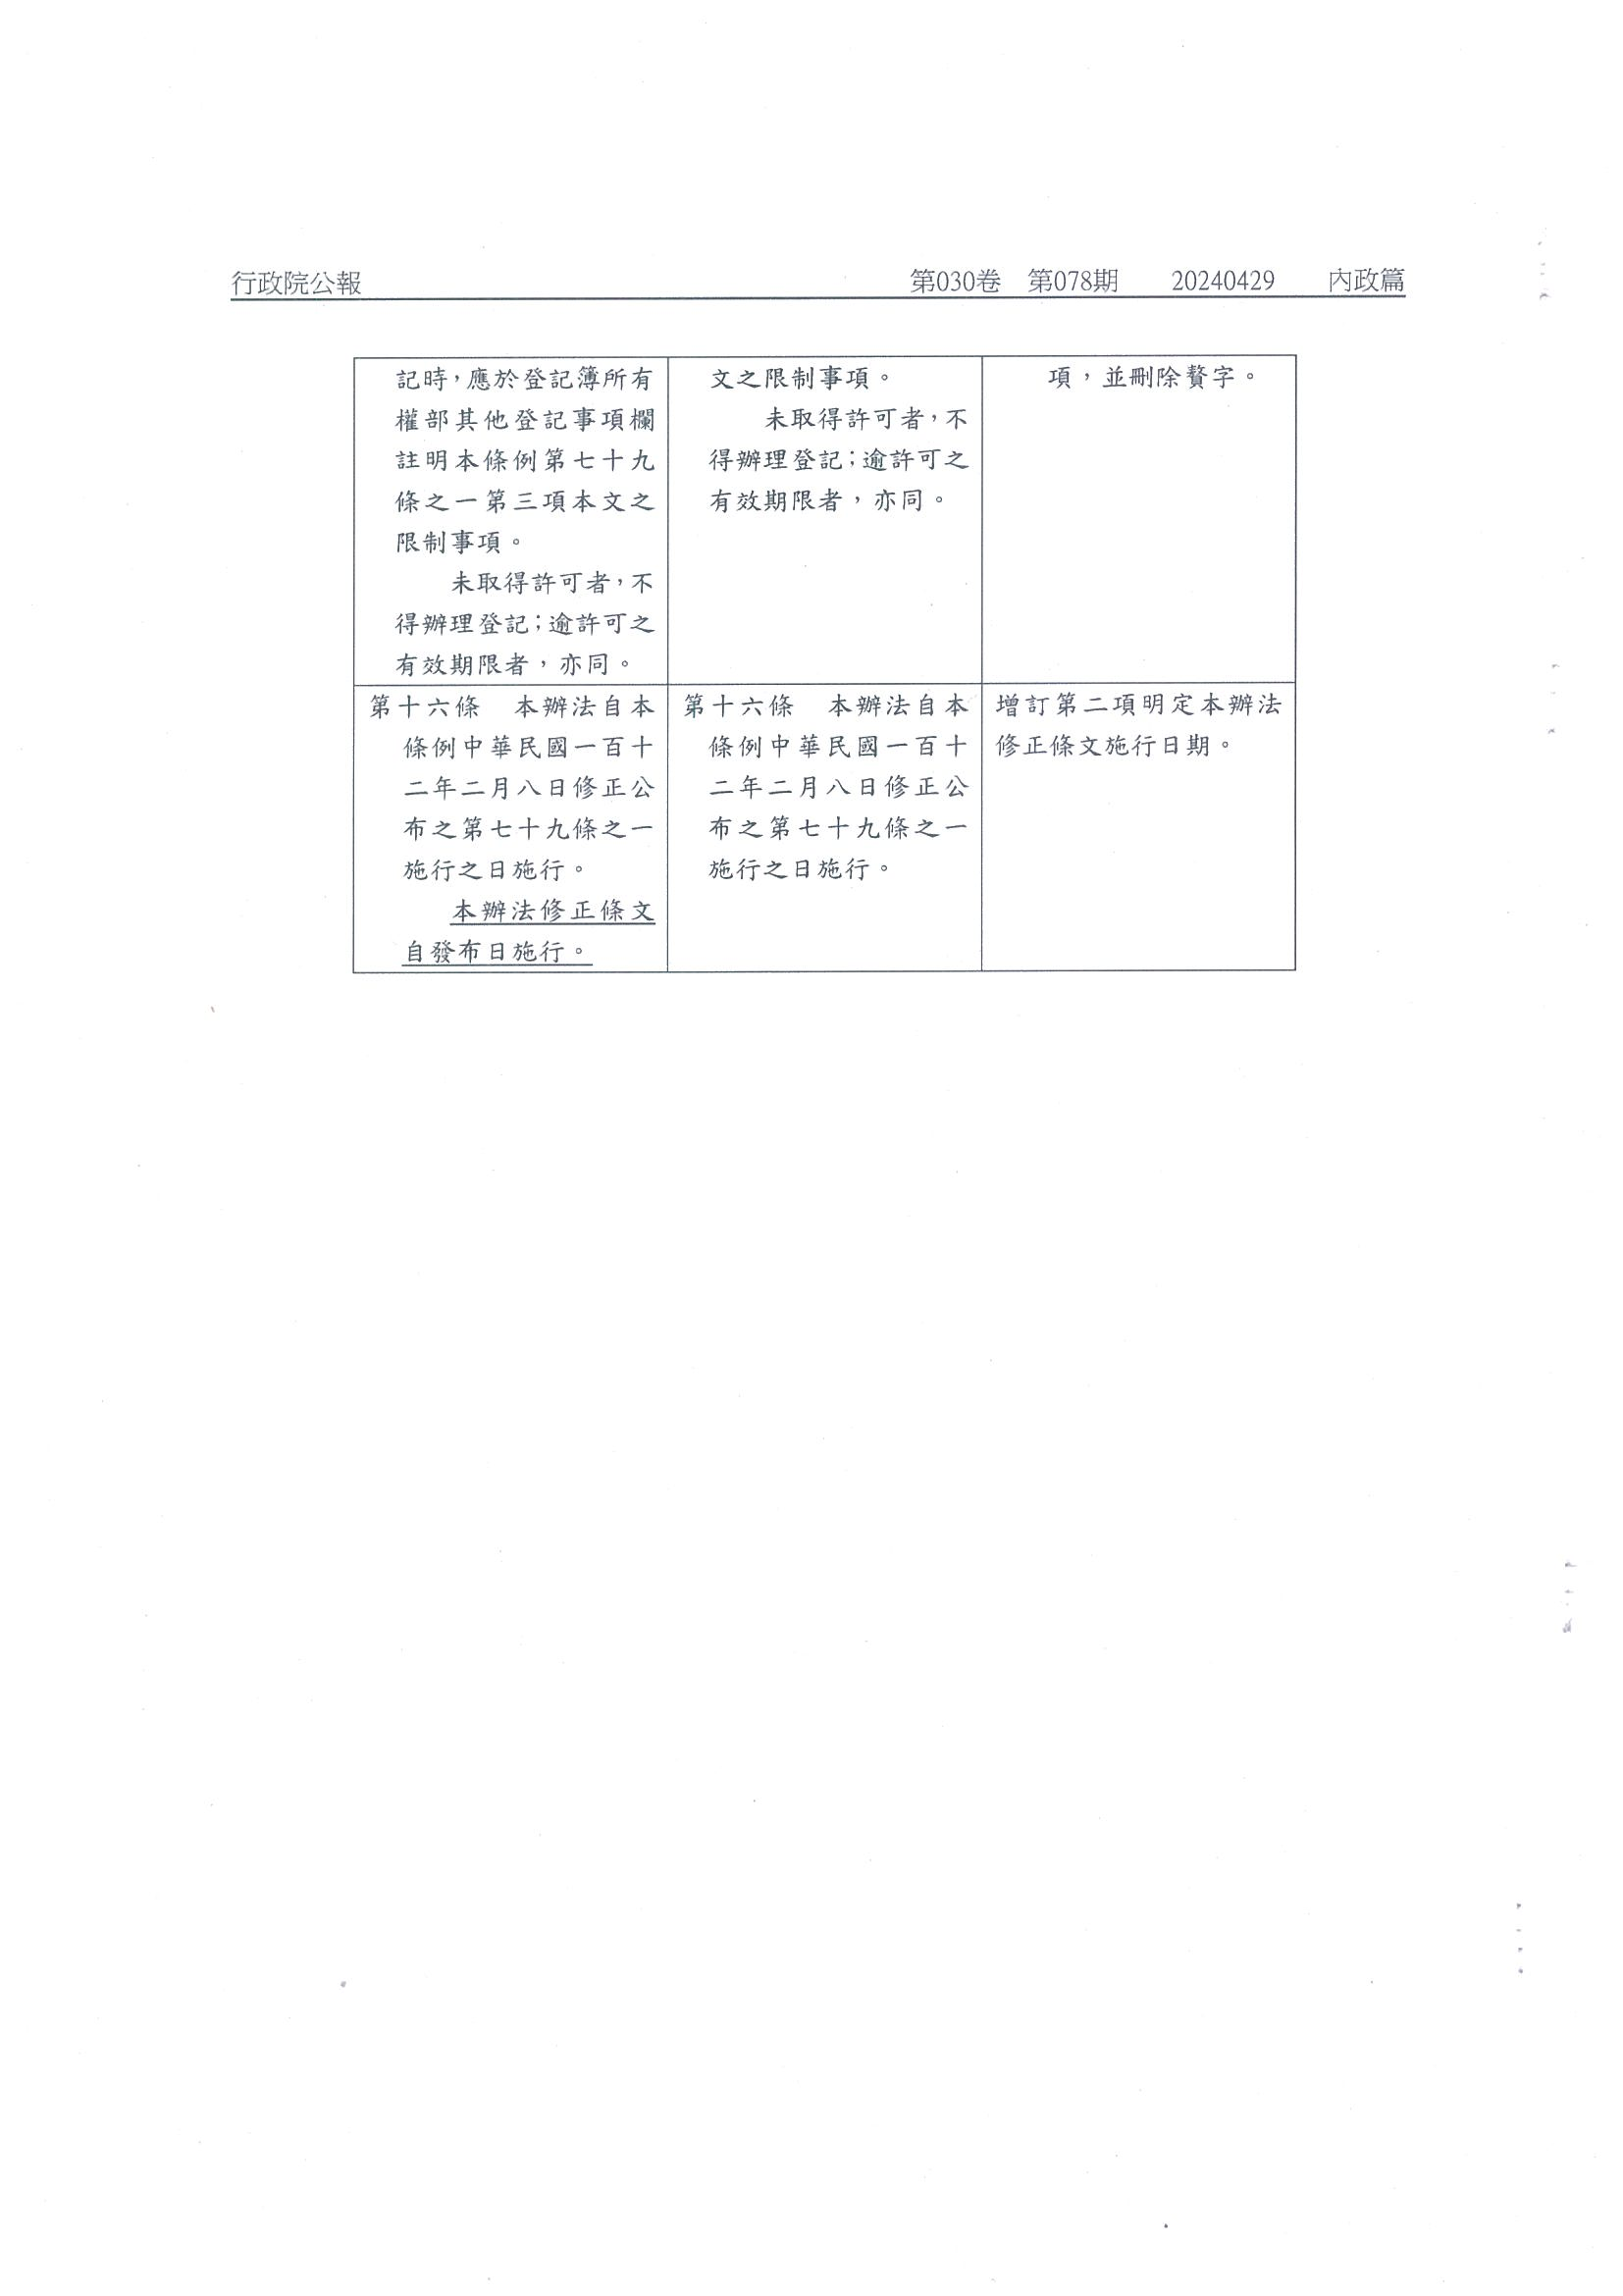 行政院公報 第030卷 第078期 20240429 內政篇
記時,應於登記簿所有
權部其他登記事項欄
註明本條例第七十九
條之一第三項本文之
限制事項。
未取得許可者,不
得辦理登記;逾許可之
有效期限者,亦同。
文之限制事項。
未取得許可者,不
得辦理登記;逾許可之
有效期限者,亦同。
項,並刪除贅字。
第十六條 本辦法自本
條例中華民國一百十
二年二月八日修正公
布之第七十九條之一
施行之日施行。
本辦法修正條文
自發布日施行。
第十六條 本辦法自本
條例中華民國一百十
二年二月八日修正公
布之第七十九條之一
施行之日施行。
增訂第二項明定本辦法
修正條文施行日期。